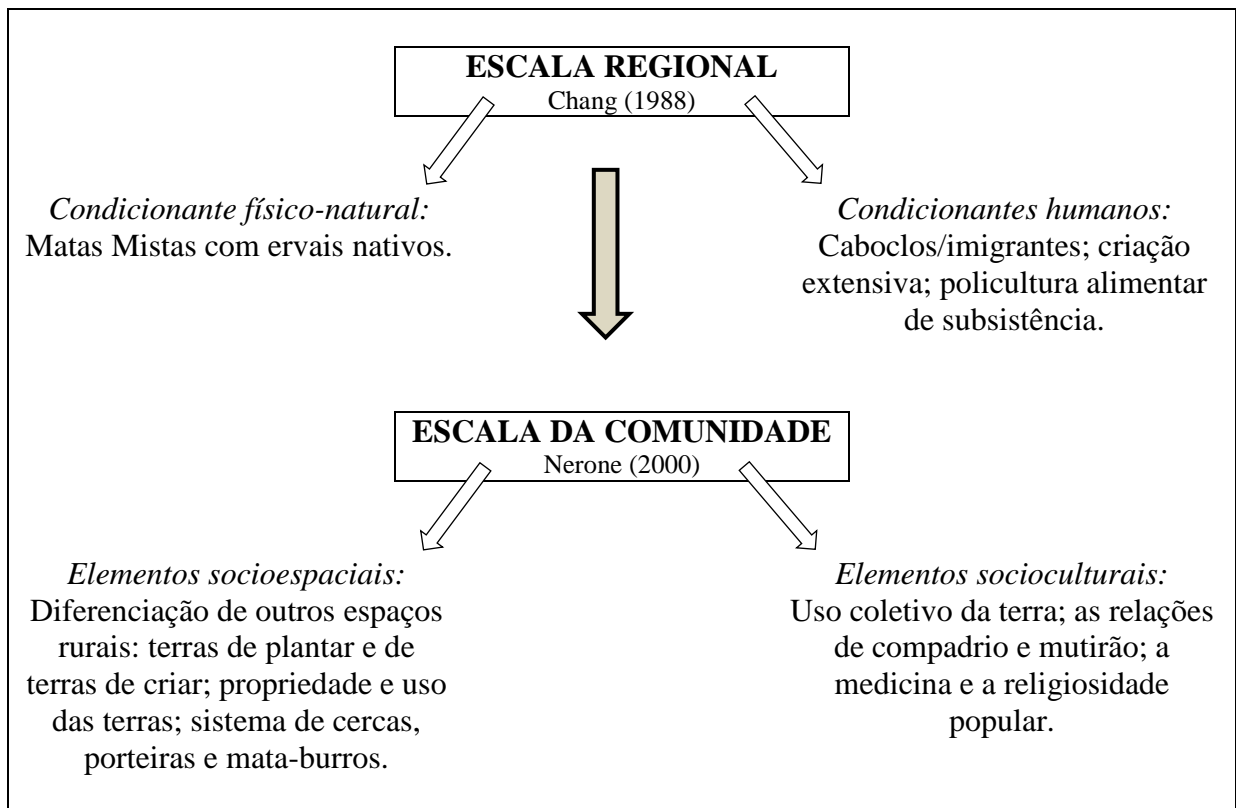 ESCALA REGIONAL
Chang (1988)
Condicionante físico-natural:
Matas Mistas com ervais nativos.
Condicionantes humanos:
Caboclos/imigrantes; criação
extensiva; policultura alimentar
de subsistência.
ESCALA DA COMUNIDADE
Nerone (2000)
Elementos socioespaciais:
Diferenciação de outros espaços
rurais: terras de plantar e de
terras de criar; propriedade e uso
das terras; sistema de cercas,
porteiras e mata-burros.
Elementos socioculturais:
Uso coletivo da terra; as relações
de compadrio e mutirão; a
medicina e a religiosidade
popular.